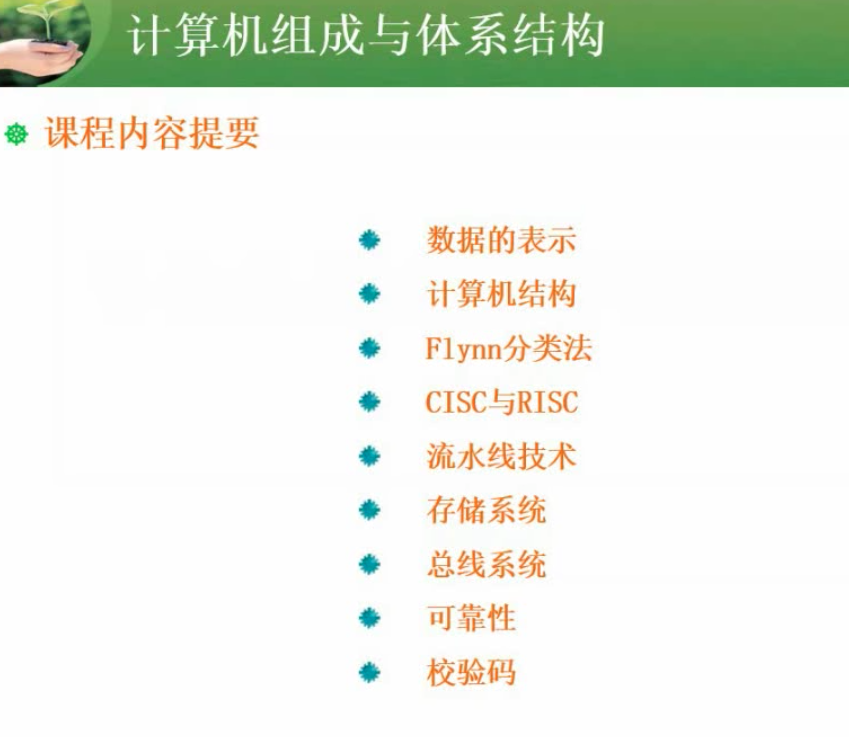 计算机组成与体系结构
课程内容提要
数据的表示
计算机结构
Flynn分类法
CISC与RISC
流水线技术
存储系统
总线系统
可靠性
校验码